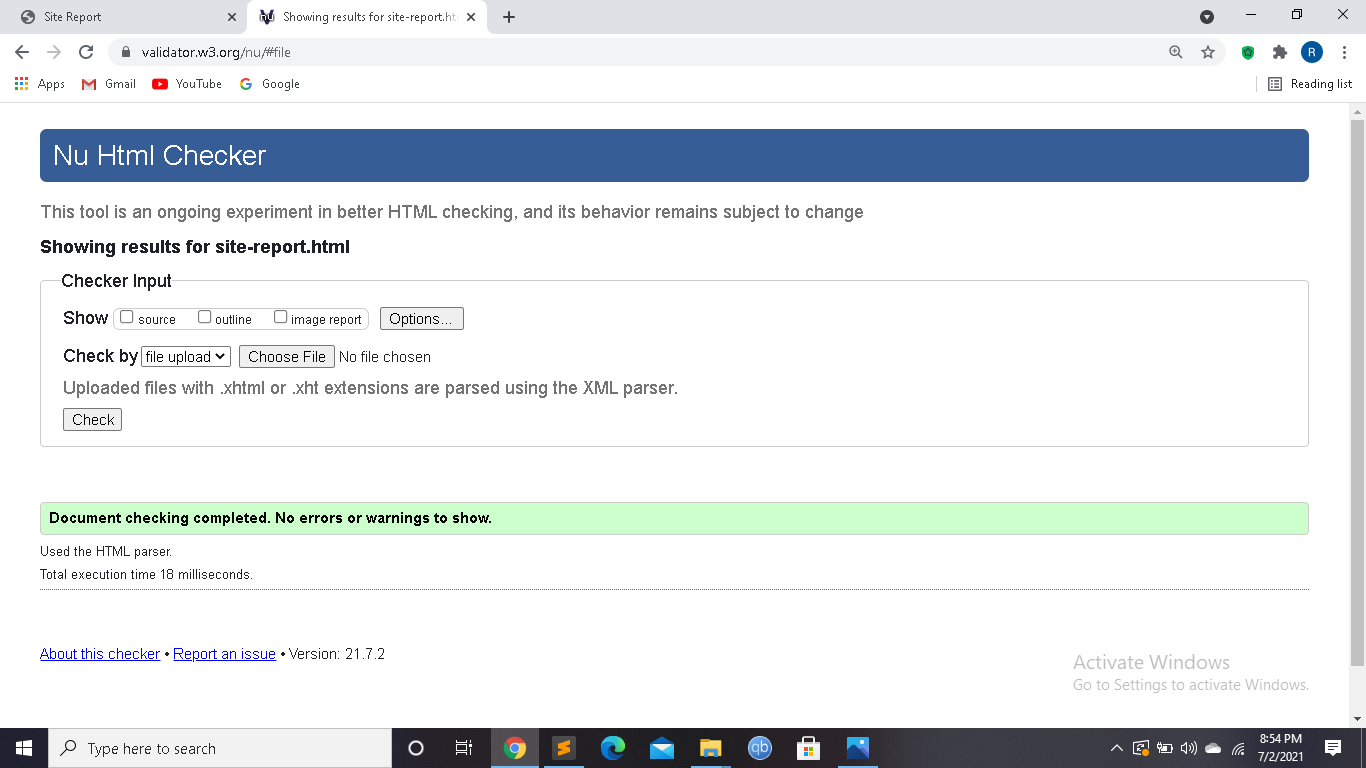 Site Report
Showing results for site-report.ht
validator.w3.org/nu/#file
R
Apps
Gmail
YouTube
Google
Reading list
Nu Html Checker
This tool is an ongoing experiment in better HTML checking, and its behavior remains subject to change
Showing results for site-report.html
Checker Input
Show source outline image report Options...
Check by file upload Choose File No file chosen
Uploaded files with .xhtml or .xht extensions are parsed using the XML parser.
Check
Document checking completed. No errors or warnings to show.
Used the HTML parser.
Total execution time 18 milliseconds.
About this checker • Report an issue • Version: 21.7.2
Activate Windows
Go to Settings to activate Windows.
Type here to search
qb
8:54 PM
7/2/2021